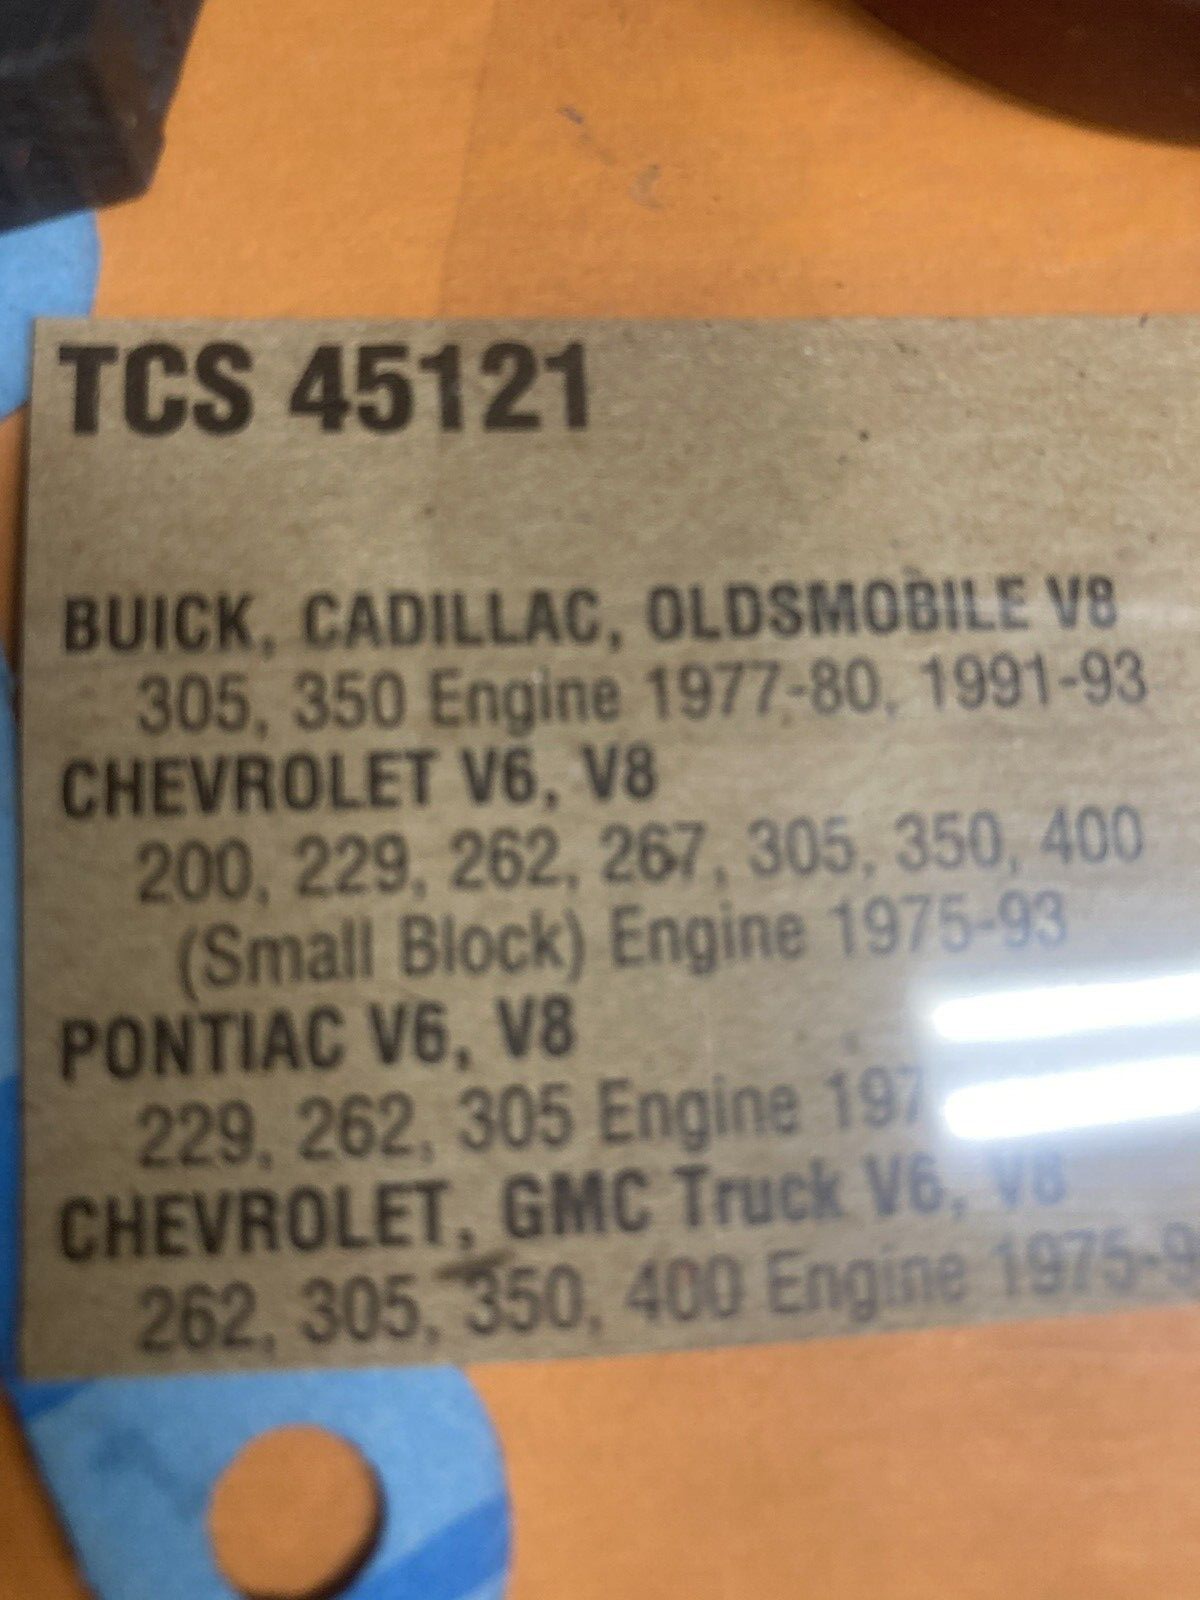 TCS 45121
BUICK, CADILLAC, OLDSMOBILE V8
305, 350 Engine 1977-80, 1991-93
CHEVROLET V6, V8
200, 229, 262, 267, 305, 350, 400
(Small Block) Engine 1975-93
PONTIAC V6, V8
229, 262, 305 Engine
CHEVROLET, GMC Truck V6, V8
262, 305, 350, 400 Engine